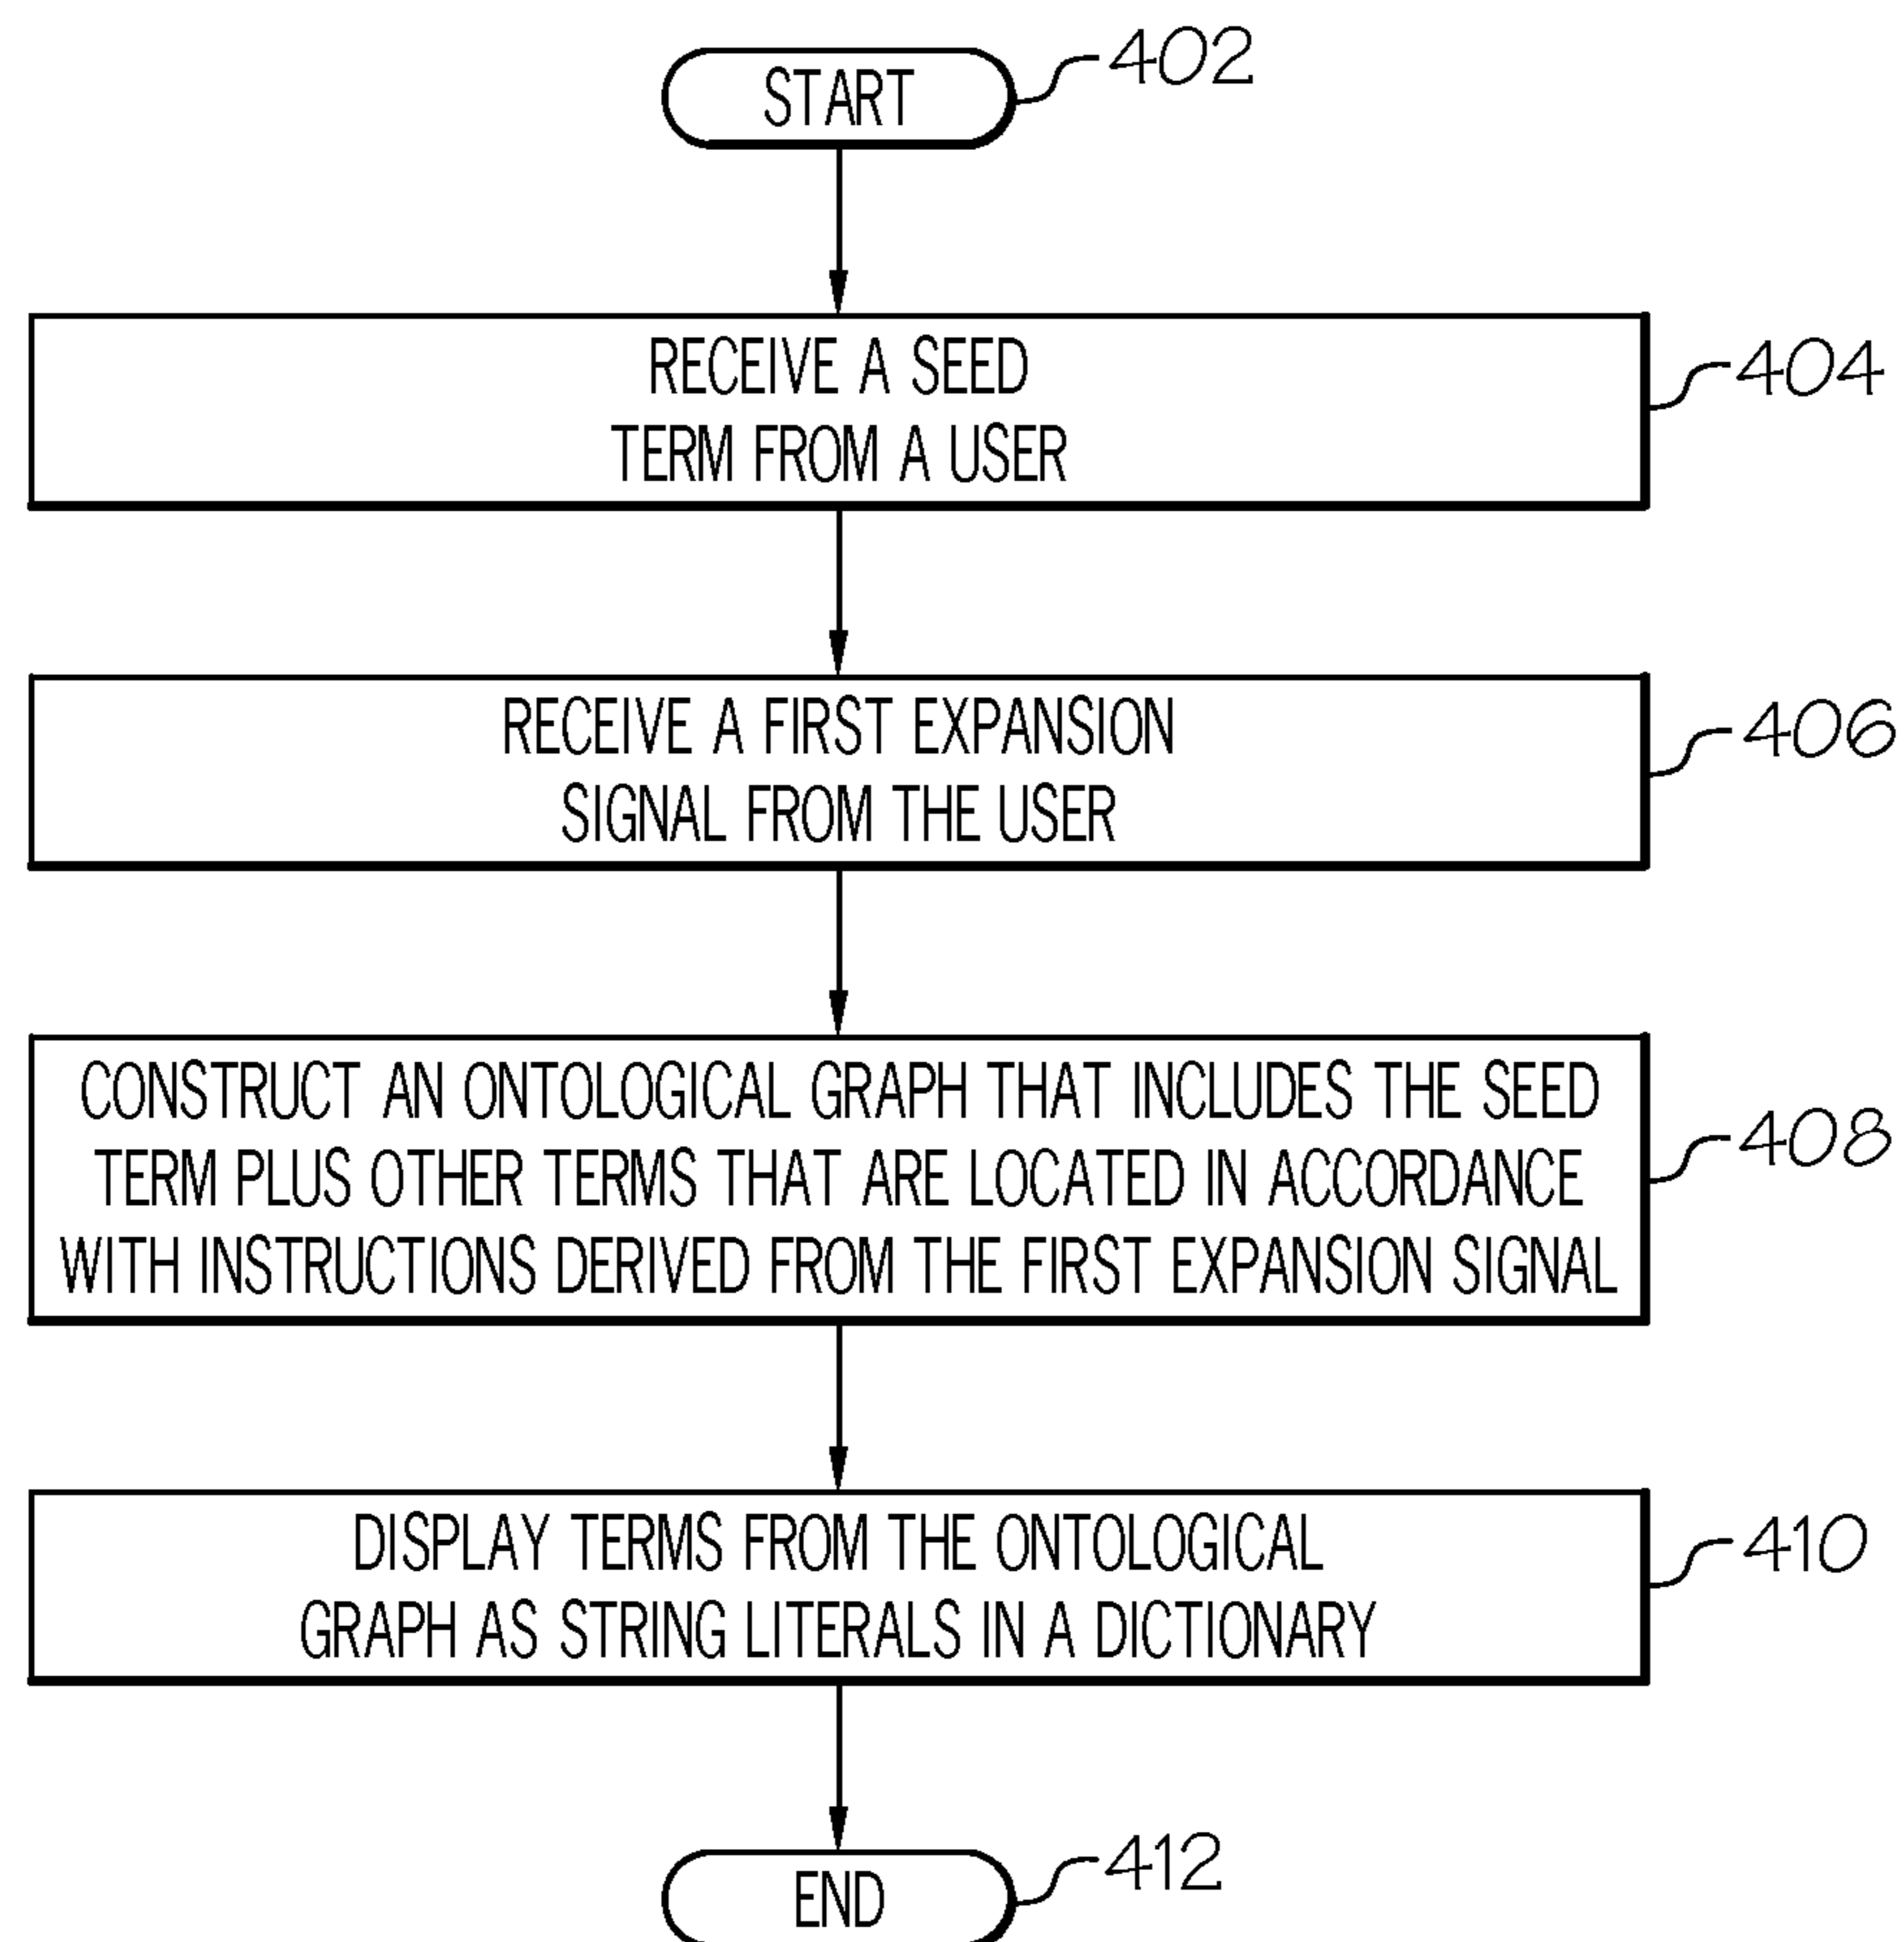 START
402
RECEIVE A SEED
TERM FROM A USER
404
RECEIVE A FIRST EXPANSION
SIGNAL FROM THE USER
406
CONSTRUCT AN ONTOLOGICAL GRAPH THAT INCLUDES THE SEED
TERM PLUS OTHER TERMS THAT ARE LOCATED IN ACCORDANCE
WITH INSTRUCTIONS DERIVED FROM THE FIRST EXPANSION SIGNAL
408
DISPLAY TERMS FROM THE ONTOLOGICAL
GRAPH AS STRING LITERALS IN A DICTIONARY
410
END
412